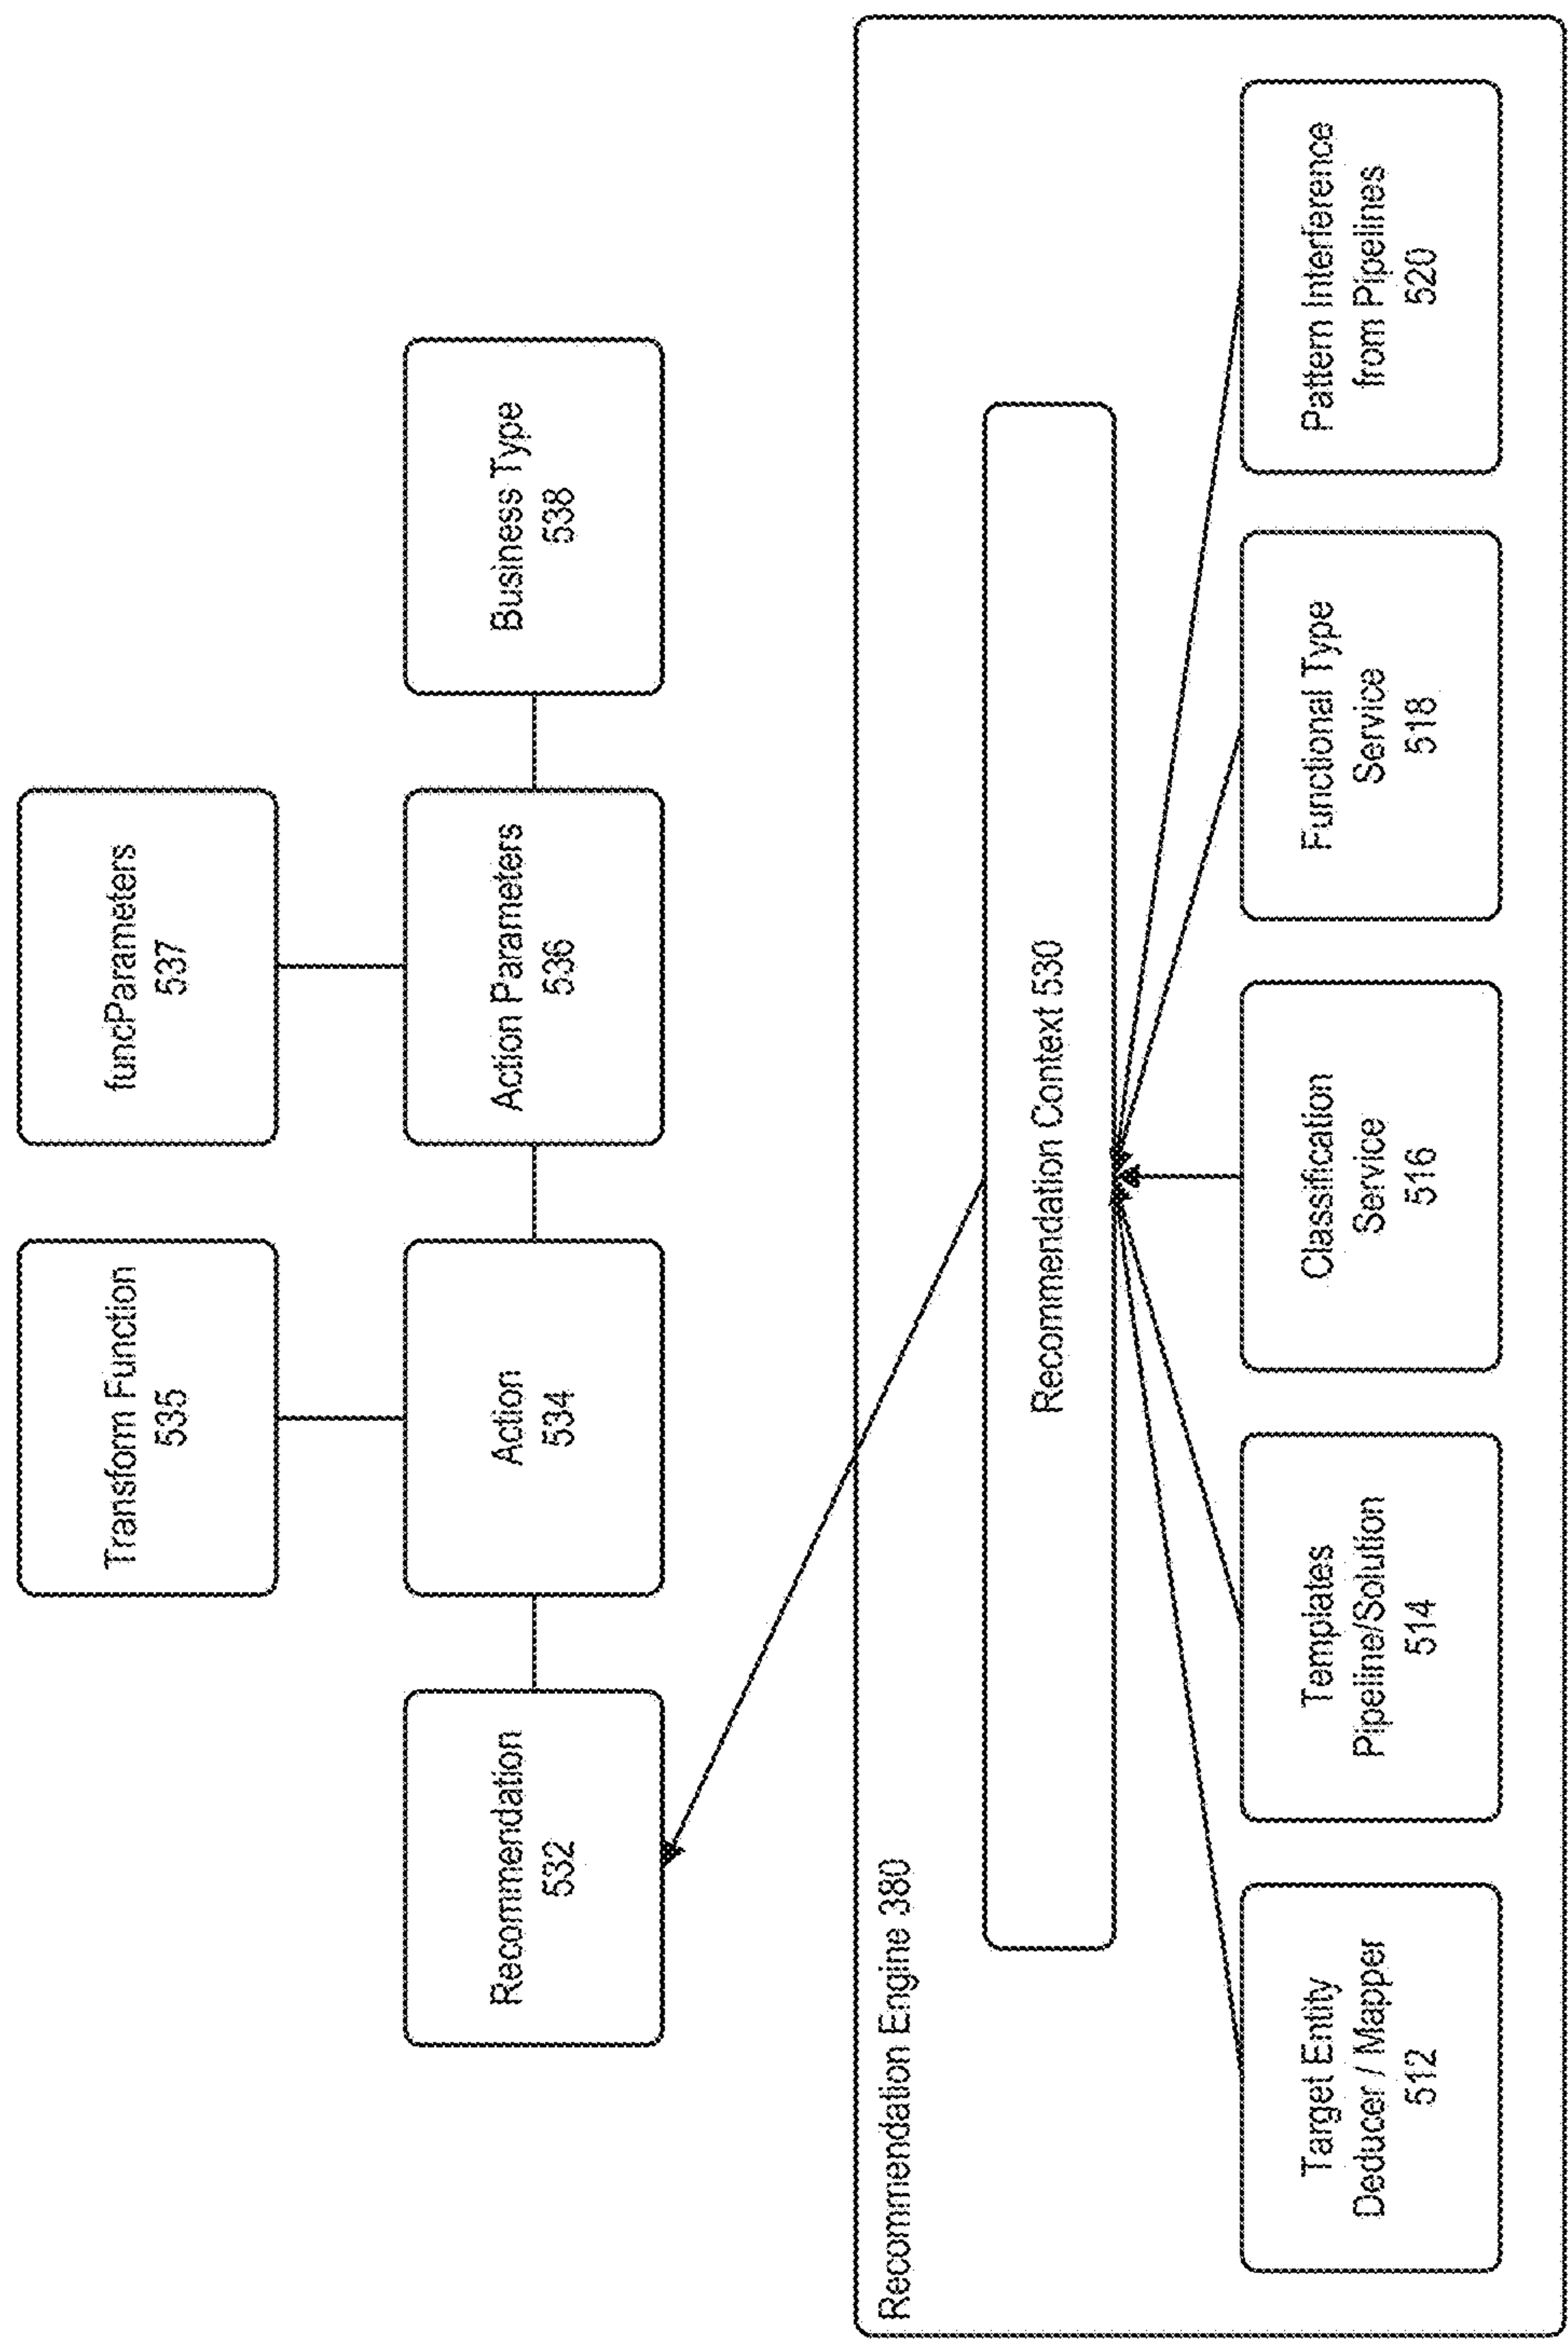 Transform Function
535
funcParameters
537
Recommendation
532
Action
534
Action Parameters
536
Business Type
538
Recommendation Engine 380
Recommendation Context 530
Target Entity
Deducer / Mapper
512
Templates
Pipeline/Solution
514
Classification
Service
516
Functional Type
Service
518
Pattern Interference
from Pipelines
520